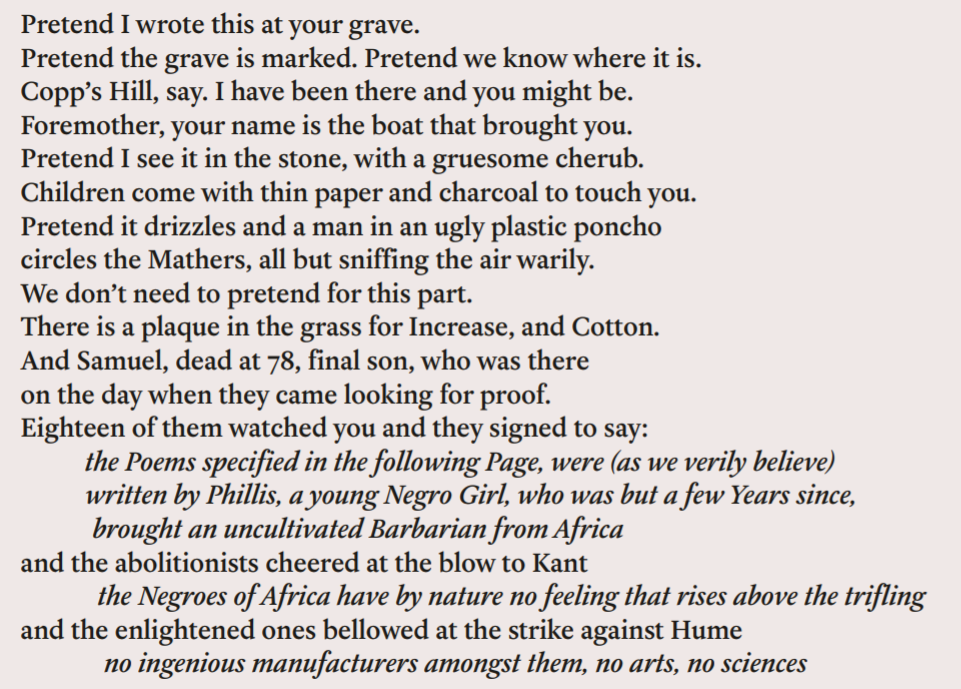 Pretend I wrote this at your grave.
Pretend the grave is marked. Pretend we know where it is.
Copp’s Hill, say. I have been there and you might be.
Foremother, your name is the boat that brought you.
Pretend I see it in the stone, with a gruesome cherub.
Children come with thin paper and charcoal to touch you.
Pretend it drizzles and a man in an ugly plastic poncho
circles the Mathers, all but sniffing the air warily.
We don’t need to pretend for this part.
There is a plaque in the grass for Increase, and Cotton.
And Samuel, dead at 78, final son, who was there
on the day when they came looking for proof.
Eighteen of them watched you and they signed to say:
the Poems specified in the following Page, were (as we verily believe)
written by Phillis, a young Negro Girl, who was but a few Years since,
brought an uncultivated Barbarian from Africa
and the abolitionists cheered at the blow to Kant
the Negroes of Africa have by nature no feeling that rises above the trifling
and the enlightened ones bellowed at the strike against Hume
no ingenious manufacturers amongst them, no arts, no sciences